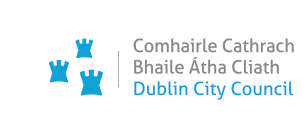 Comhairle Cathrach
Bhaile Átha Cliath
Dublin City Council